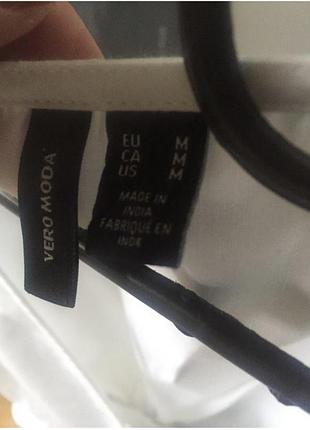 VERO MODA
EU M
CA M
US M
MADE IN
INDIA
FABRIQUÉ EN
INDE